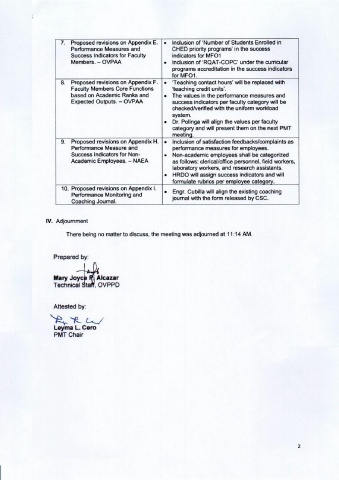 7. Proposed revisions on Appendix E. Performance Measures and Success Indicators for Faculty Members. – OVPAA
• Inclusion of 'Number of Students Enrolled in CHED priority programs' in the success indicators for MFO1
• Inclusion of 'RQAT-COPC' under the curricular programs accreditation in the success indicators for MFO1.
8. Proposed revisions on Appendix F. Faculty Members Core Functions based on Academic Ranks and Expected Outputs. – OVPAA
• 'Teaching contact hours' will be replaced with 'teaching credit units'.
• The values in the performance measures and success indicators per faculty category will be checked/verified with the uniform workload system.
• Dr. Polinga will align the values per faculty category and will present them on the next PMT meeting.
9. Proposed revisions on Appendix H. Performance Measure and Success Indicators for Non-Academic Employees. – NAEA
• Inclusion of satisfaction feedbacks/complaints as performance measures for employees.
• Non-academic employees shall be categorized as follows: clerical/office personnel, field workers, laboratory workers, and research assistants.
• HRDO will assign success indicators and will formulate rubrics per employee category.
10. Proposed revisions on Appendix I. Performance Monitoring and Coaching Journal.
• Engr. Cubilla will align the existing coaching journal with the form released by CSC.
IV. Adjournment
There being no matter to discuss, the meeting was adjourned at 11:14 AM.
Prepared by:
Mary Joyce P. Alcazar
Technical Staff, OVPPD
Attested by:
Leyma L. Cero
PMT Chair
2